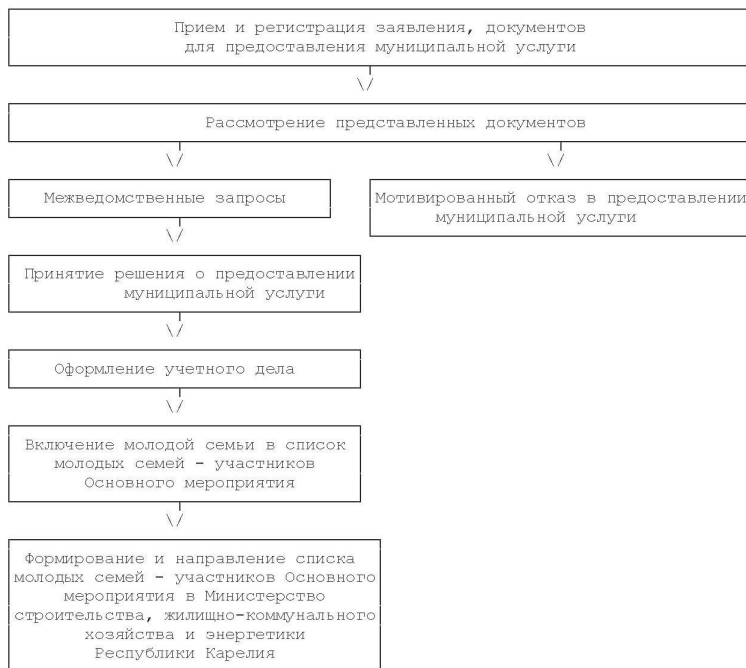 Прием и регистрация заявления, документов
для предоставления муниципальной услуги
\/
Рассмотрение представленных документов
\/ \/
Межведомственные запросы
Мотивированный отказ в предоставлении
муниципальной услуги
\/
Принятие решения о предоставлении
муниципальной услуги
\/
Оформление учетного дела
\/
Включение молодой семьи в список
молодых семей - участников
Основного мероприятия
\/
Формирование и направление списка
молодых семей - участников Основного
мероприятия в Министерство
строительства, жилищно-коммунального
хозяйства и энергетики
Республики Карелия